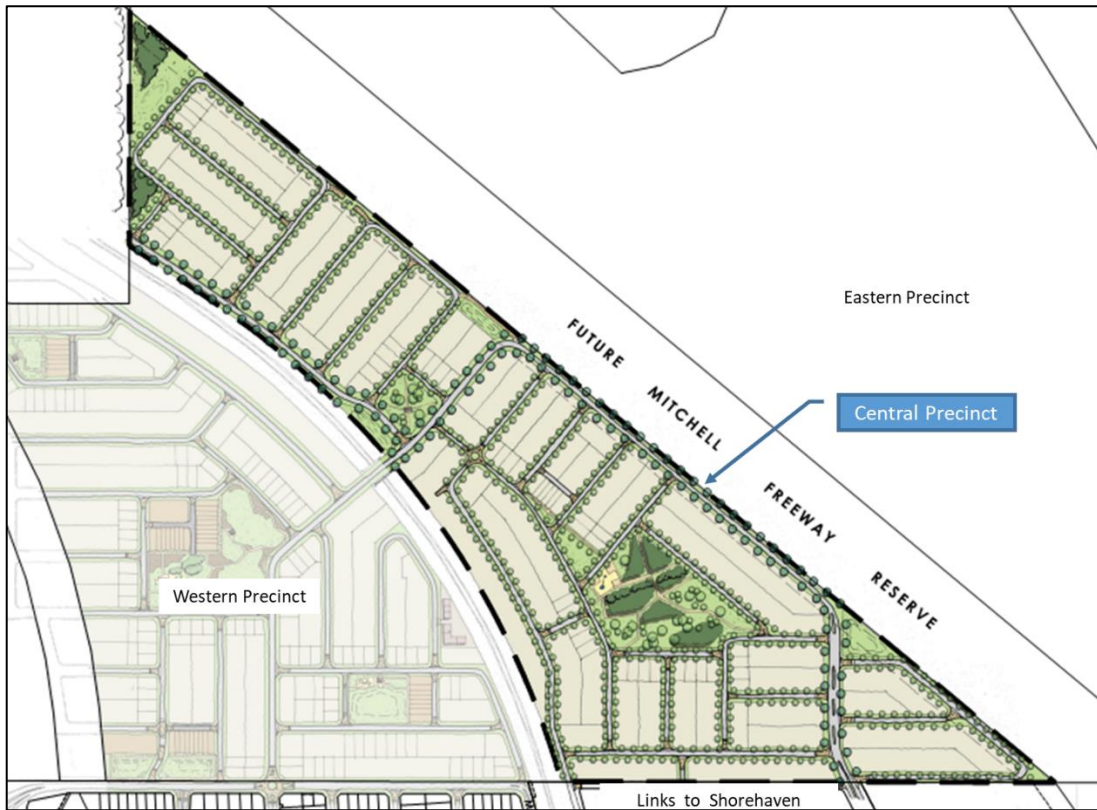 Eastern Precinct
FUTURE MITCHELL FREEWAY RESERVE
Central Precinct
Western Precinct
Links to Shorehaven